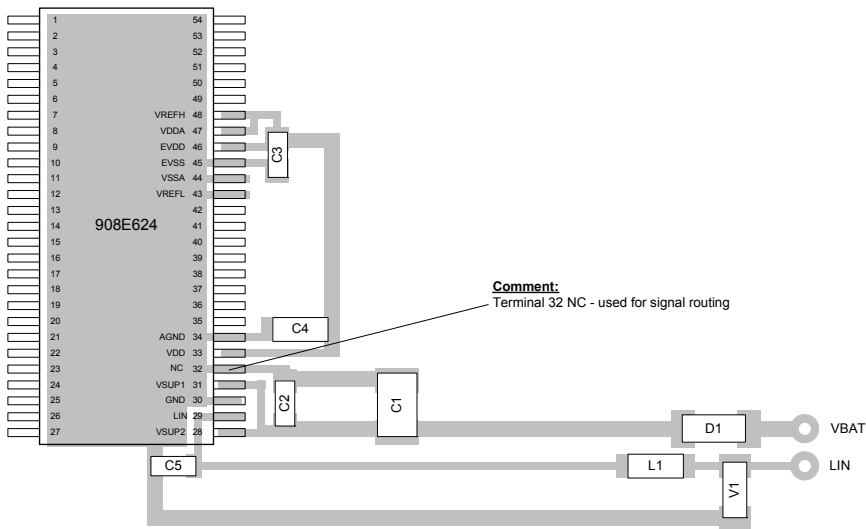 1 54
2 53
3 52
4 51
5 50
6 49
7 VREFH 48
8 VDDA 47
9 EVDD 46
10 EVSS 45
11 VSSA 44
12 VREFL 43
13 42
14 908E624 41
15 40
16 39
17 38
18 37
19 36
20 35
21 AGND 34
22 VDD 33
23 NC 32
24 VSUP1 31
25 GND 30
26 LIN 29
27 VSUP2 28
C3
Comment:
Terminal 32 NC - used for signal routing
C4
C2
C1
D1
VBAT
C5
L1
LIN
V1